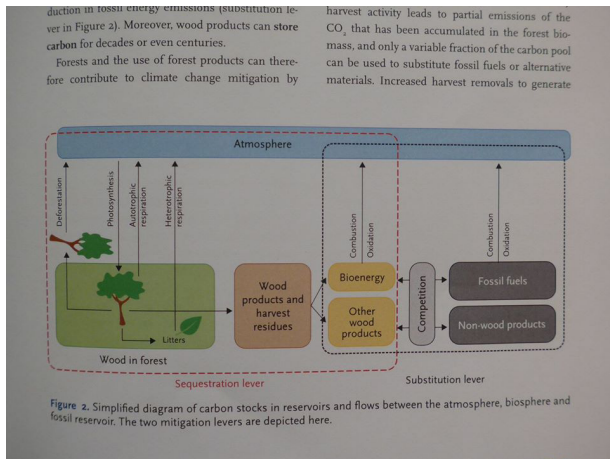 duction in fossil energy emissions (substitution le-
ver in Figure 2). Moreover, wood products can store
carbon for decades or even centuries.
Forests and the use of forest products can there-
fore contribute to climate change mitigation by
harvest activity leads to partial emissions of the
CO₂ that has been accumulated in the forest bio-
mass, and only a variable fraction of the carbon pool
can be used to substitute fossil fuels or alternative
materials. Increased harvest removals to generate
Atmosphere
Deforestation
Photosynthesis
Autotrophic
respiration
Heterotrophic
respiration
Combustion
Oxidation
Combustion
Oxidation
Wood
products and
harvest
residues
Bioenergy
Other
wood
products
Competition
Fossil fuels
Non-wood products
Litters
Wood in forest
Sequestration lever
Substitution lever
Figure 2. Simplified diagram of carbon stocks in reservoirs and flows between the atmosphere, biosphere and
fossil reservoir. The two mitigation levers are depicted here.